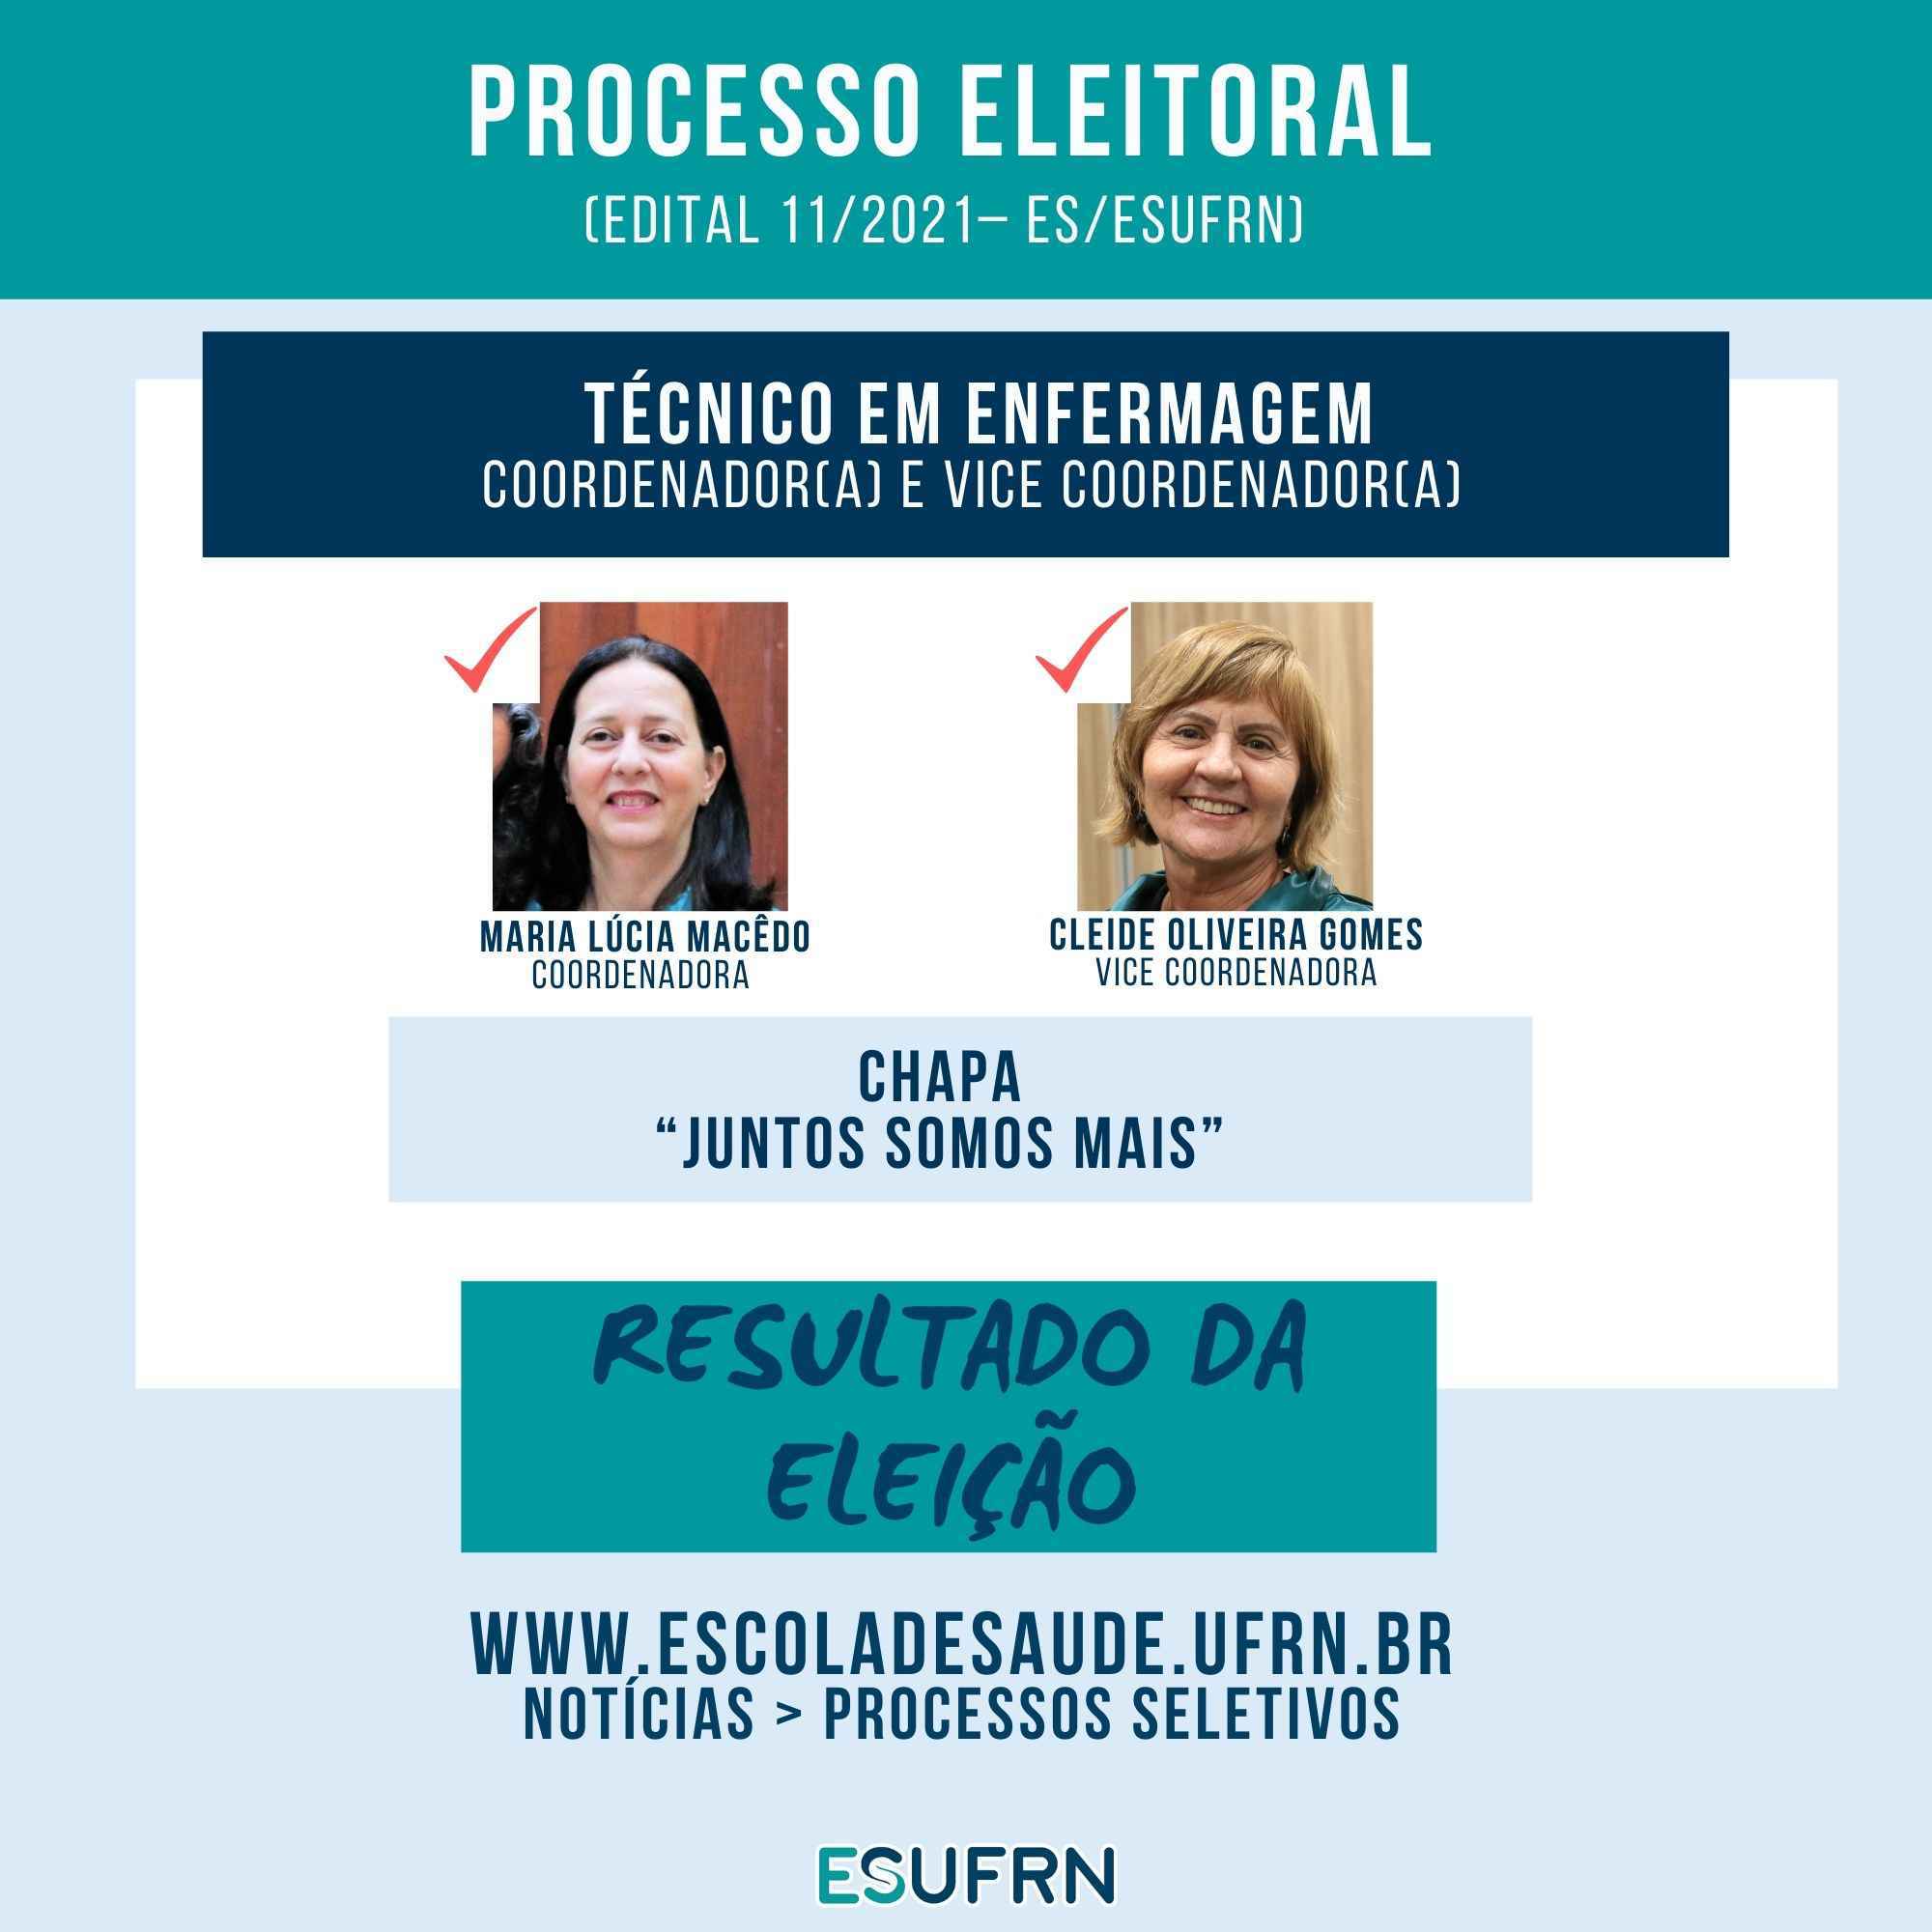 PROCESSO ELEITORAL
(EDITAL 11/2021– ES/ESUFRN)
TÉCNICO EM ENFERMAGEM
COORDENADOR(A) E VICE COORDENADOR(A)
MARIA LÚCIA MACÊDO
COORDENADORA
CLEIDE OLIVEIRA GOMES
VICE COORDENADORA
CHAPA
“JUNTOS SOMOS MAIS”
RESULTADO DA
ELEIÇÃO
WWW.ESCOLADESAUDE.UFRN.BR
NOTÍCIAS > PROCESSOS SELETIVOS
ESUFRN